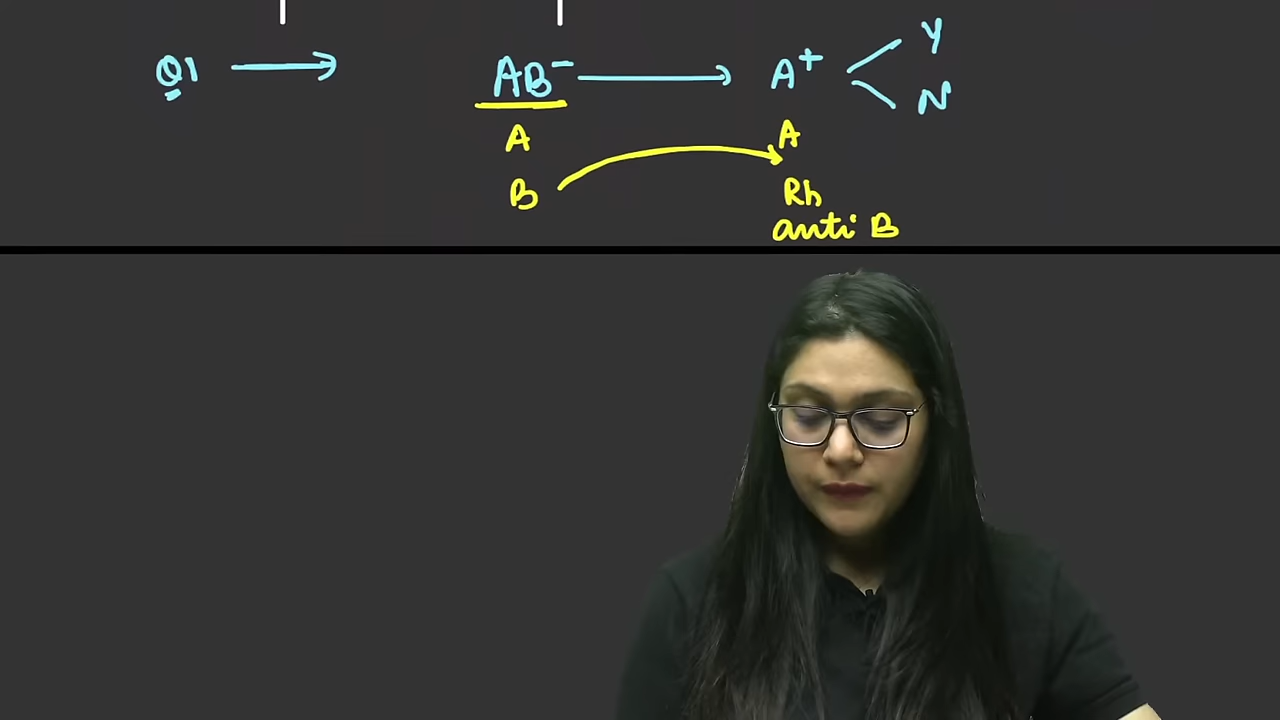 Q1 → AB⁻ → A⁺ < Y
N
A A
B Rh
anti B